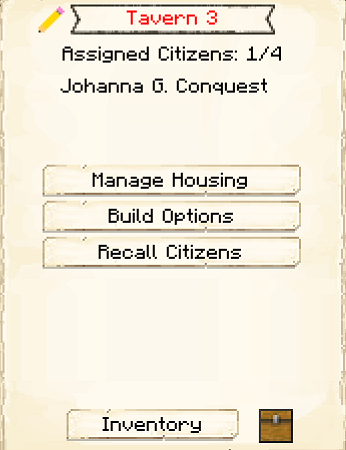 Tavern 3
Assigned Citizens: 1/4
Johanna G. Conquest
Manage Housing
Build Options
Recall Citizens
Inventory